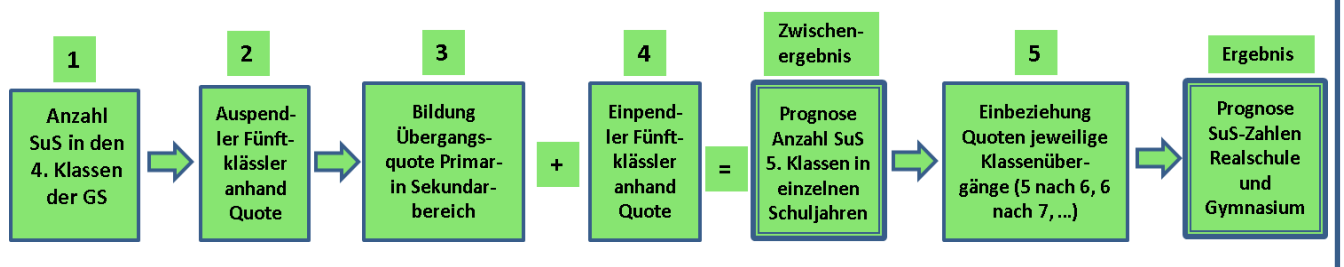 1
Anzahl
SuS in den
4. Klassen
der GS
2
Auspend-
ler Fünft-
klässler
anhand
Quote
3
Bildung
Übergangs-
quote Primar-
in Sekundar-
bereich
+
4
Einpend-
ler Fünft-
klässler
anhand
Quote
=
Zwischen-
ergebnis
Prognose
Anzahl SuS
5. Klassen in
einzelnen
Schuljahren
5
Einbeziehung
Quoten jeweilige
Klassenüber-
gänge (5 nach 6, 6
nach 7, ...)
Ergebnis
Prognose
SuS-Zahlen
Realschule
und
Gymnasium